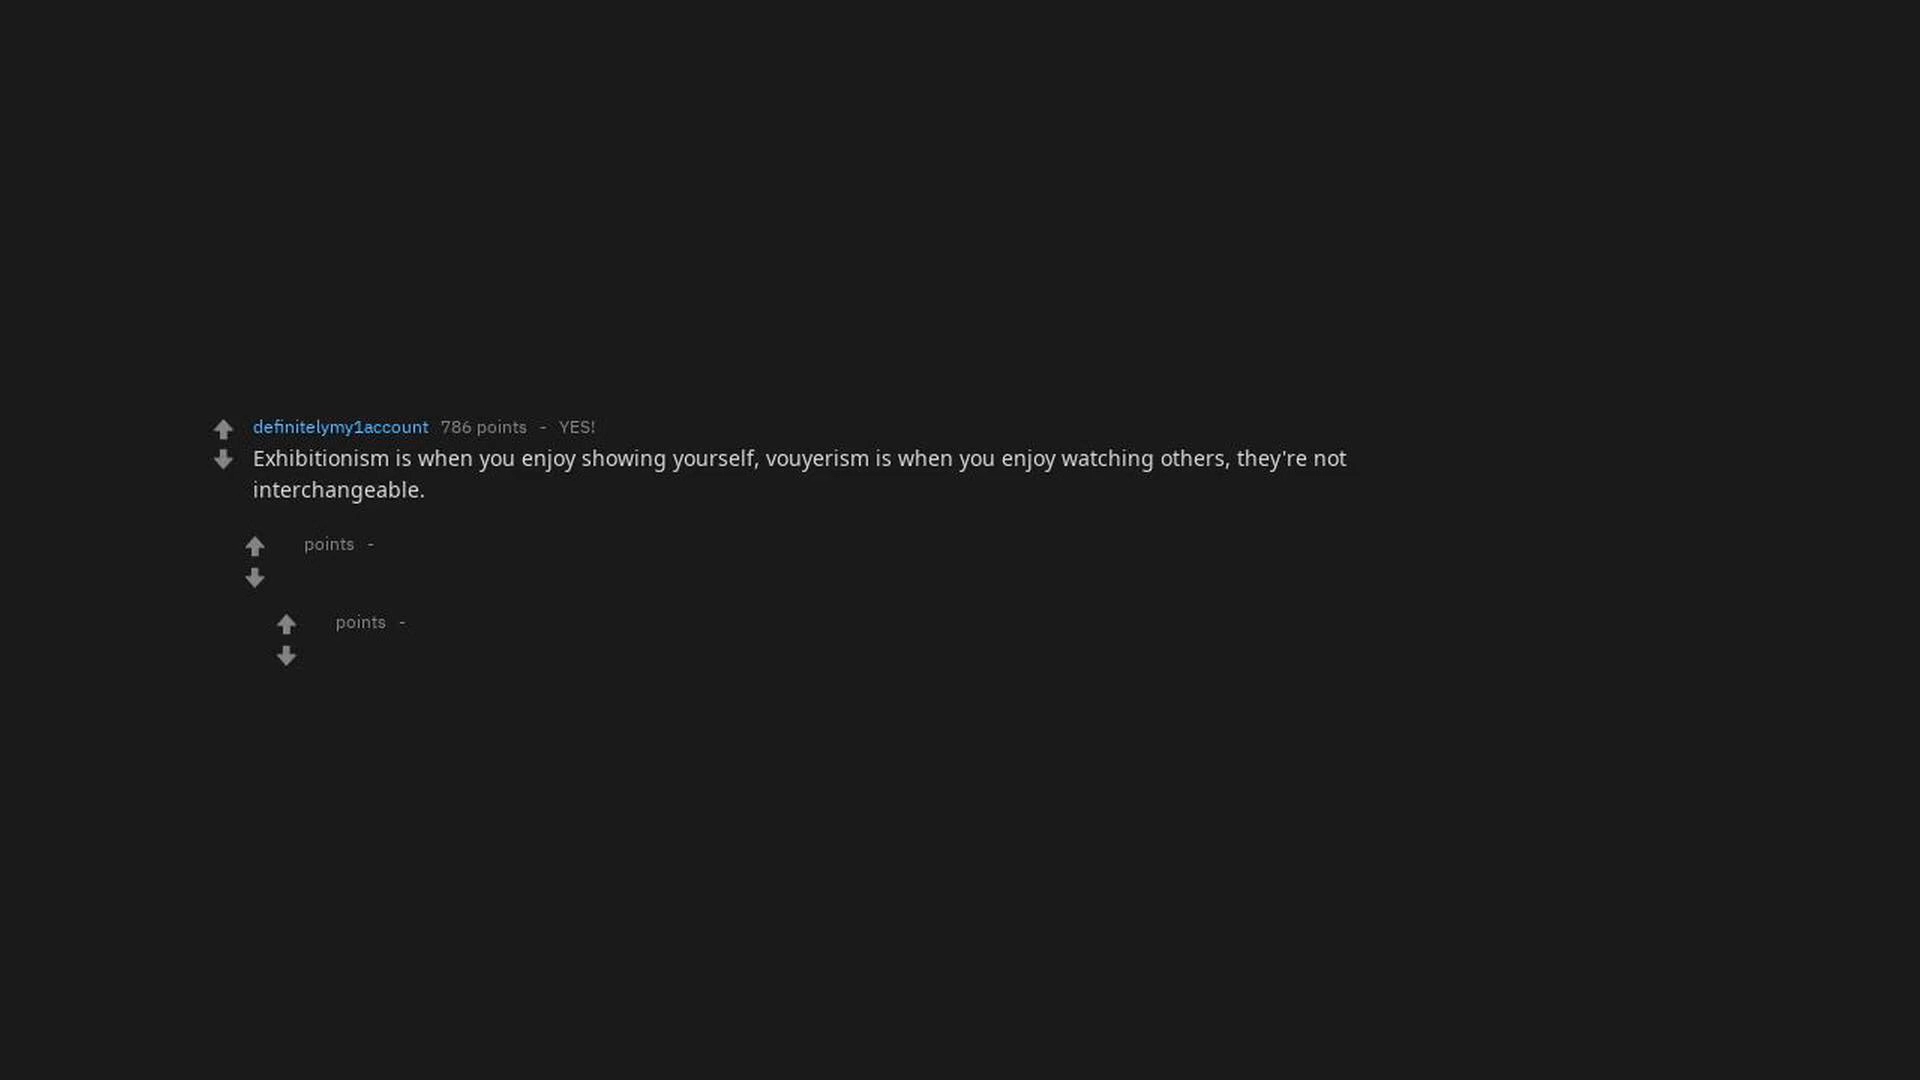 definitelymy1account 786 points - YES!
Exhibitionism is when you enjoy showing yourself, vouyerism is when you enjoy watching others, they're not
interchangeable.
points -
points -